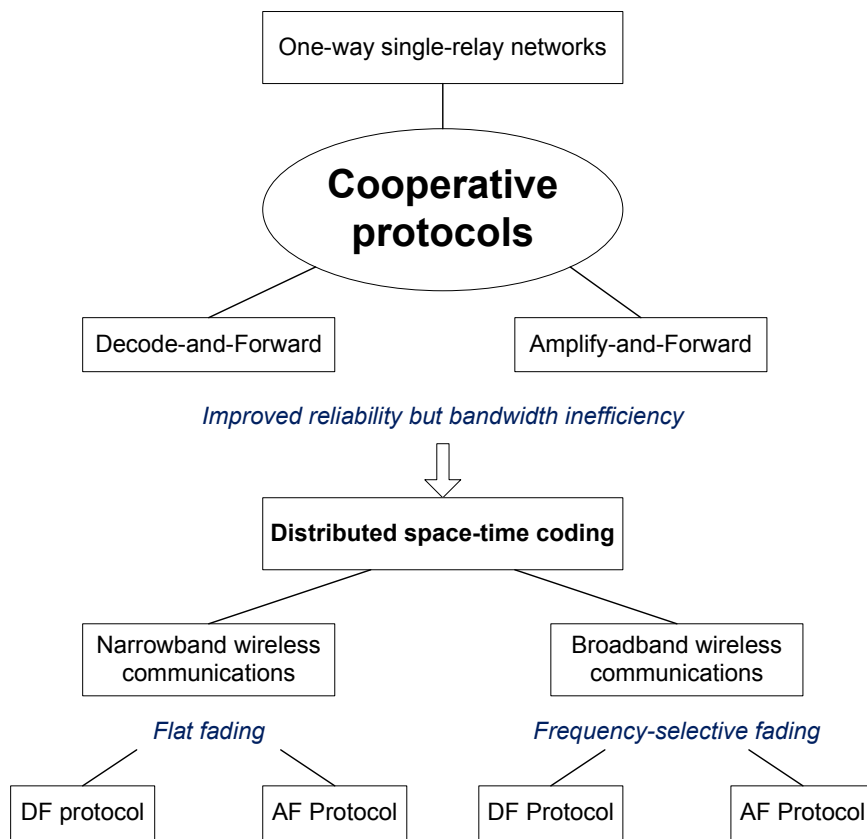 One-way single-relay networks
Cooperative
protocols
Decode-and-Forward
Amplify-and-Forward
Improved reliability but bandwidth inefficiency
Distributed space-time coding
Narrowband wireless
communications
Broadband wireless
communications
Flat fading
Frequency-selective fading
DF protocol
AF Protocol
DF Protocol
AF Protocol